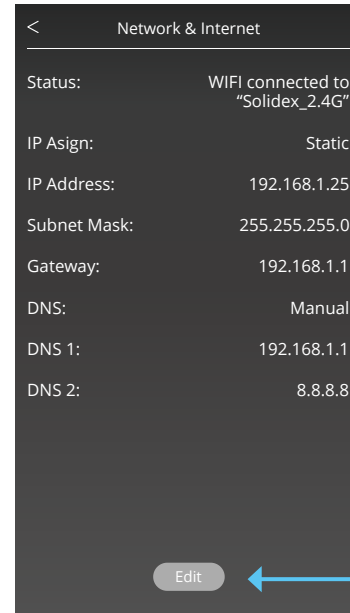 < Network & Internet
Status: WIFI connected to
“Solidex_2.4G”
IP Asign: Static
IP Address: 192.168.1.25
Subnet Mask: 255.255.255.0
Gateway: 192.168.1.1
DNS: Manual
DNS 1: 192.168.1.1
DNS 2: 8.8.8.8
Edit